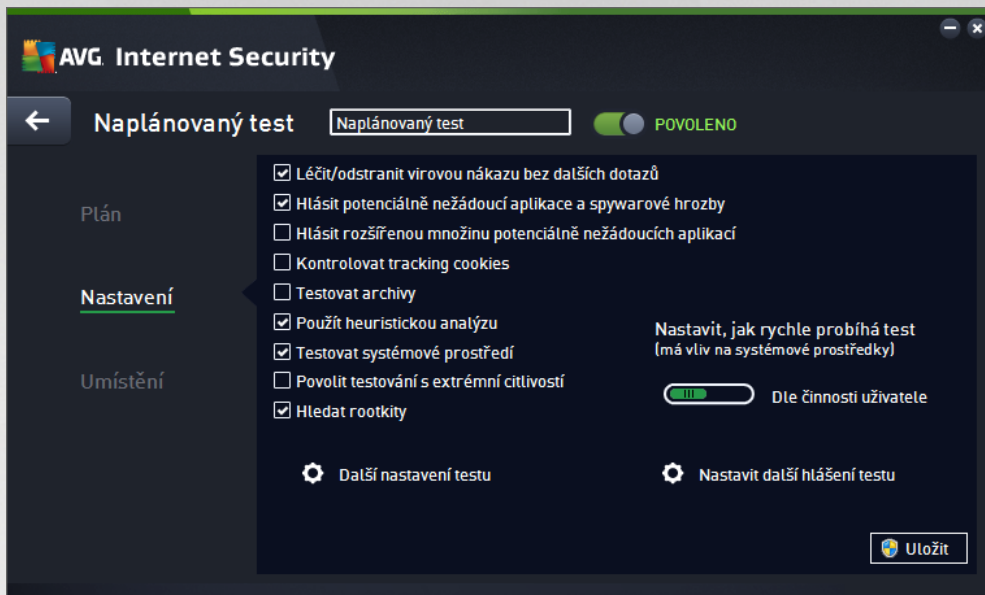 AVG Internet Security
Naplánovaný test
Naplánovaný test
POVOLENO
Plán
Nastavení
Umístění
Léčit/odstranit virovou nákazu bez dalších dotazů
Hlásit potenciálně nežádoucí aplikace a spywarové hrozby
Hlásit rozšířenou množinu potenciálně nežádoucích aplikací
Kontrolovat tracking cookies
Testovat archivy
Použít heuristickou analýzu
Testovat systémové prostředí
Povolit testování s extrémní citlivostí
Hledat rootkity
Nastavit, jak rychle probíhá test
(má vliv na systémové prostředky)
Dle činnosti uživatele
Další nastavení testu
Nastavit další hlášení testu
Uložit